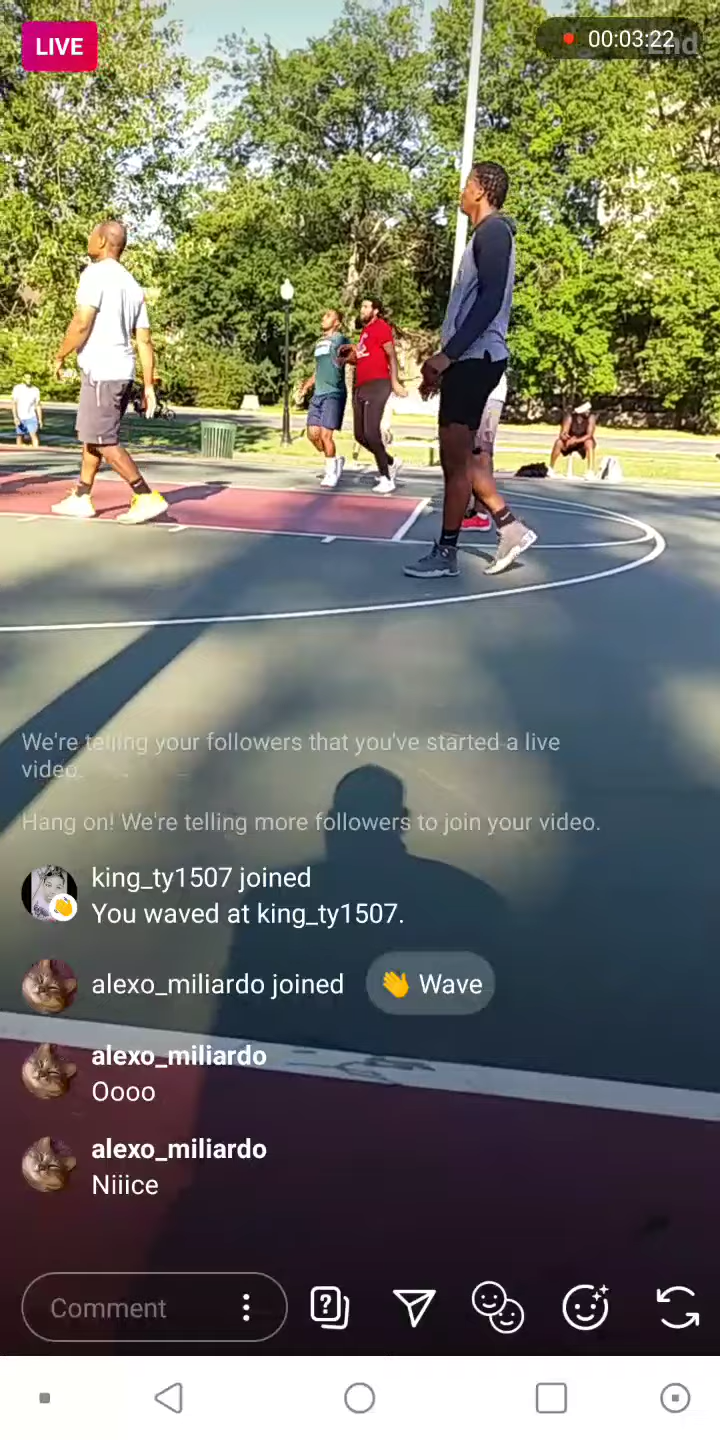 LIVE
00:03:22
End
We're telling your followers that you've started a live
video.
Hang on! We're telling more followers to join your video.
king_ty1507 joined
You waved at king_ty1507.
alexo_miliardo joined
Wave
alexo_miliardo
Oooo
alexo_miliardo
Niiice
Comment